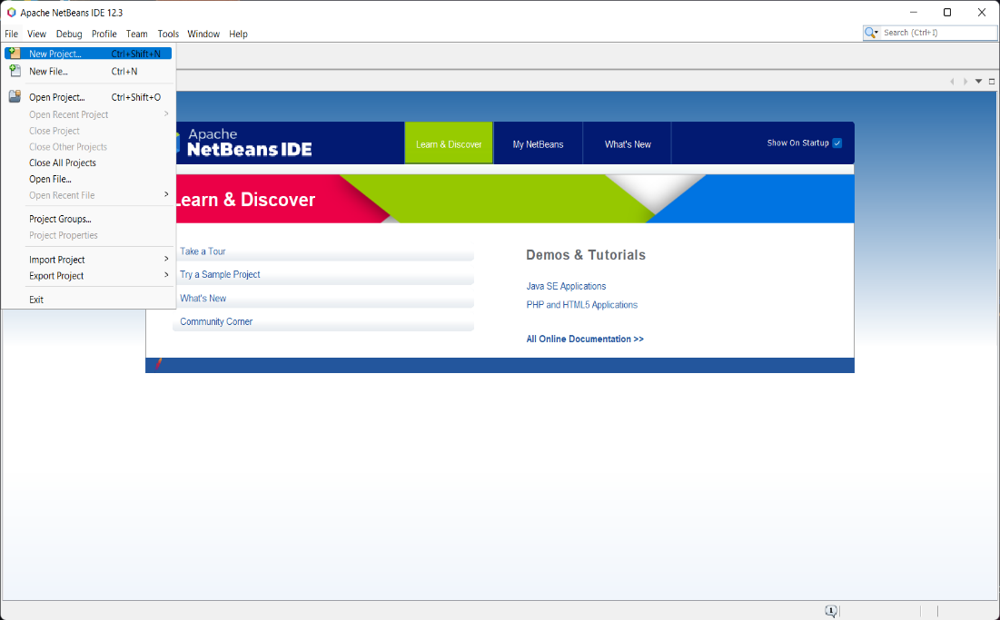 Apache NetBeans IDE 12.3
File View Debug Profile Team Tools Window Help
Search (Ctrl+I)
New Project... Ctrl+Shift+N
New File... Ctrl+N
Open Project... Ctrl+Shift+O
Open Recent Project
Close Project
Close Other Projects
Close All Projects
Open File...
Open Recent File
Project Groups...
Project Properties
Import Project
Export Project
Exit
Apache
NetBeans IDE
Learn & Discover
My NetBeans
What's New
Show On Startup
Learn & Discover
Take a Tour
Try a Sample Project
What's New
Community Corner
Demos & Tutorials
Java SE Applications
PHP and HTML5 Applications
All Online Documentation >>
1